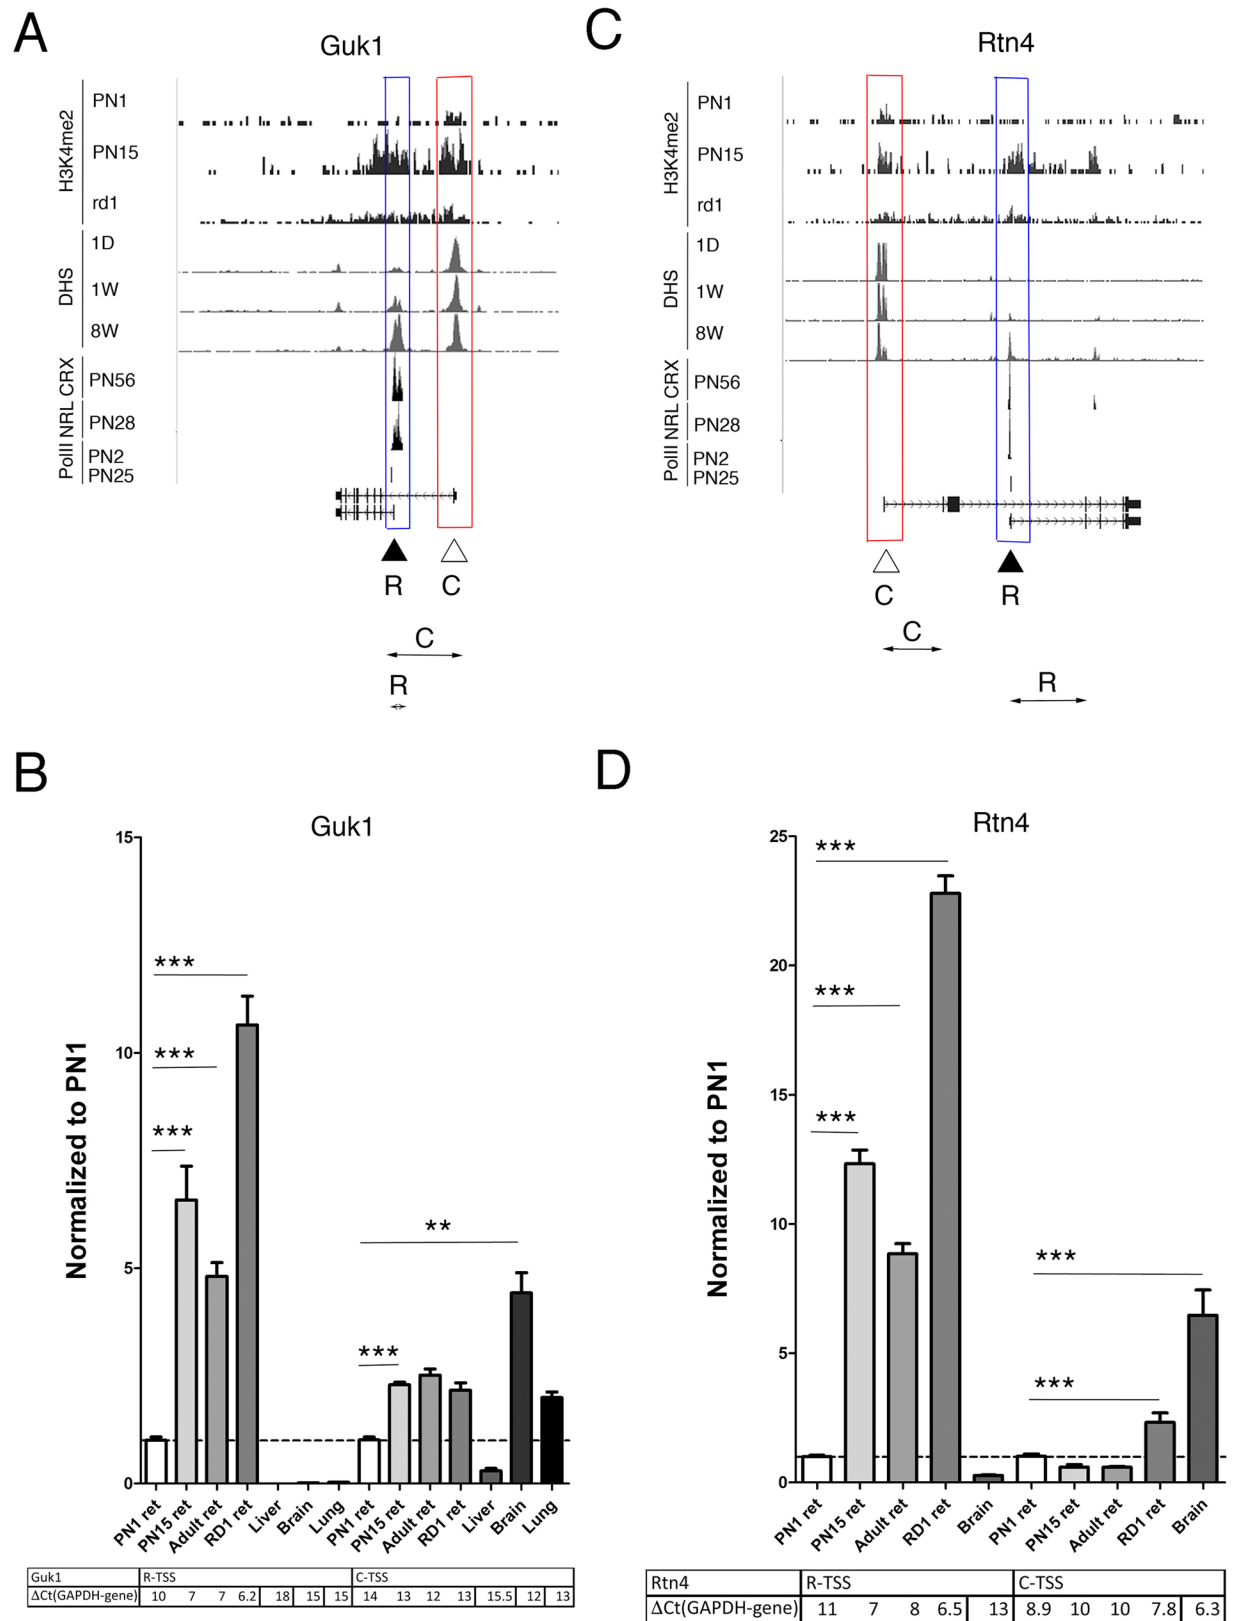 A
Guk1
H3K4me2
PN1
PN15
rd1
DHS
1D
1W
8W
CRX
PN56
NRL
PN28
PolII
PN2
PN25
R
C
C
R
C
Rtn4
H3K4me2
PN1
PN15
rd1
DHS
1D
1W
8W
CRX
PN56
NRL
PN28
PolII
PN2
PN25
C
R
C
R
B
Guk1
Normalized to PN1
15
10
5
0
***
***
***
***
**
PN1 ret
PN15 ret
Adult ret
RD1 ret
Liver
Brain
Lung
PN1 ret
PN15 ret
Adult ret
RD1 ret
Liver
Brain
Lung
Guk1 R-TSS C-TSS
ΔCt(GAPDH-gene) 10 7 7 6.2 18 15 15 14 13 12 13 15.5 12 13
D
Rtn4
Normalized to PN1
25
20
15
10
5
0
***
***
***
***
***
PN1 ret
PN15 ret
Adult ret
RD1 ret
Brain
PN1 ret
PN15 ret
Adult ret
RD1 ret
Brain
Rtn4 R-TSS C-TSS
ΔCt(GAPDH-gene) 11 7 8 6.5 13 8.9 10 10 7.8 6.3